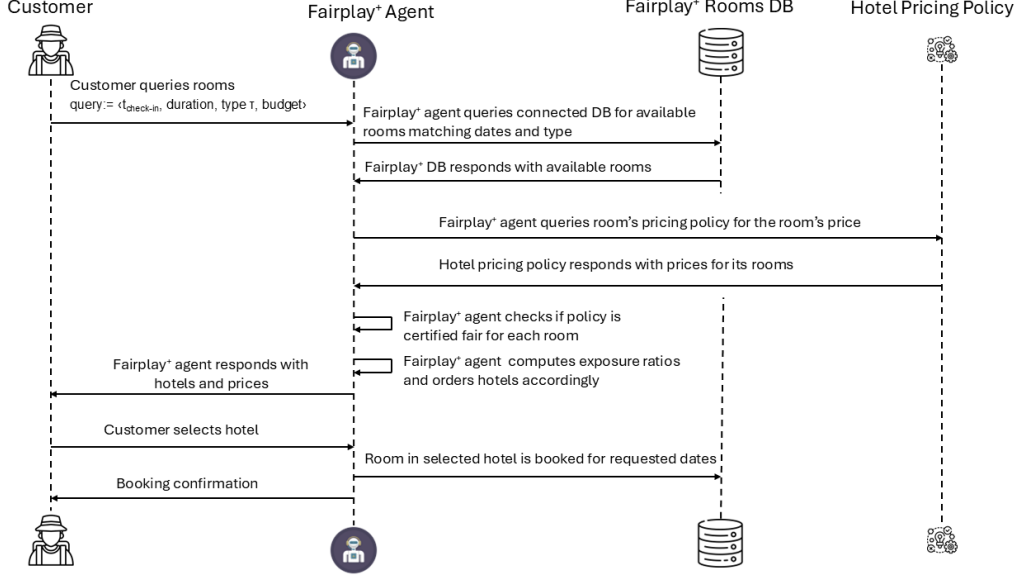 Customer
Fairplay⁺ Agent
Fairplay⁺ Rooms DB
Hotel Pricing Policy
Customer queries rooms
query:= ‹t_check-in, duration, type τ, budget›
Fairplay⁺ agent queries connected DB for available
rooms matching dates and type
Fairplay⁺ DB responds with available rooms
Fairplay⁺ agent queries room's pricing policy for the room's price
Hotel pricing policy responds with prices for its rooms
Fairplay⁺ agent checks if policy is
certified fair for each room
Fairplay⁺ agent computes exposure ratios
and orders hotels accordingly
Fairplay⁺ agent responds with
hotels and prices
Customer selects hotel
Room in selected hotel is booked for requested dates
Booking confirmation